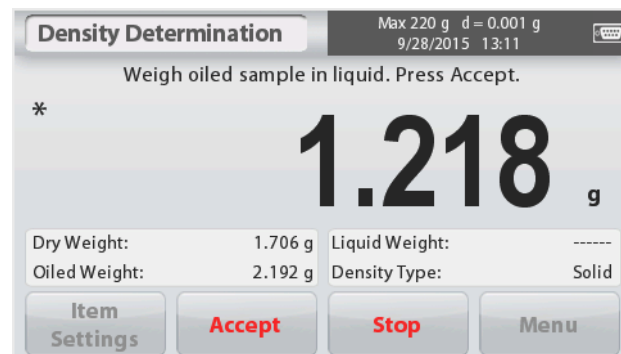 Density Determination
Max 220 g d = 0.001 g
9/28/2015 13:11
Weigh oiled sample in liquid. Press Accept.
*
1.218 g
Dry Weight: 1.706 g Liquid Weight: ------
Oiled Weight: 2.192 g Density Type: Solid
Item Settings Accept Stop Menu